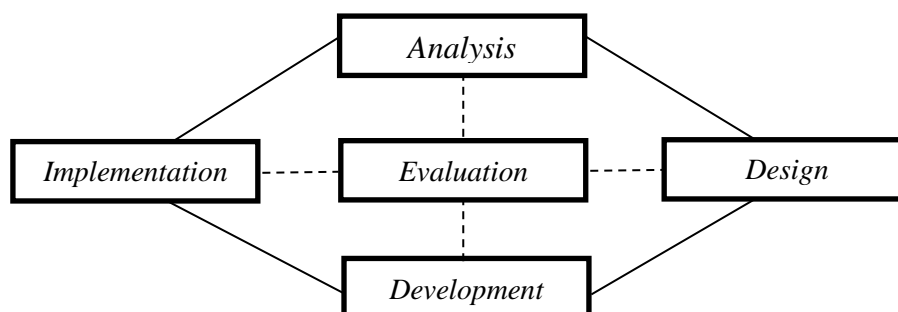 Analysis
Implementation
Evaluation
Design
Development